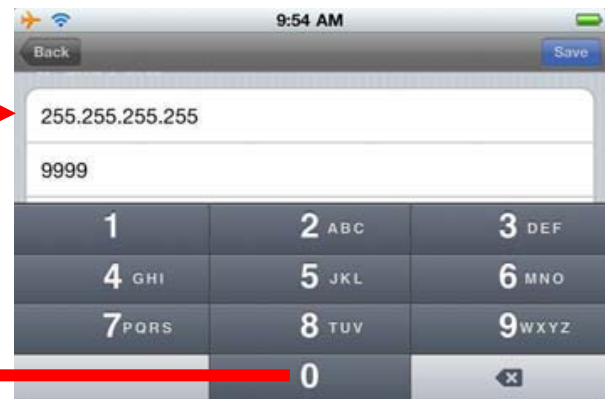 9:54 AM
Back Save
255.255.255.255
9999
1 2 ABC 3 DEF
4 GHI 5 JKL 6 MNO
7 PQRS 8 TUV 9 WXYZ
0